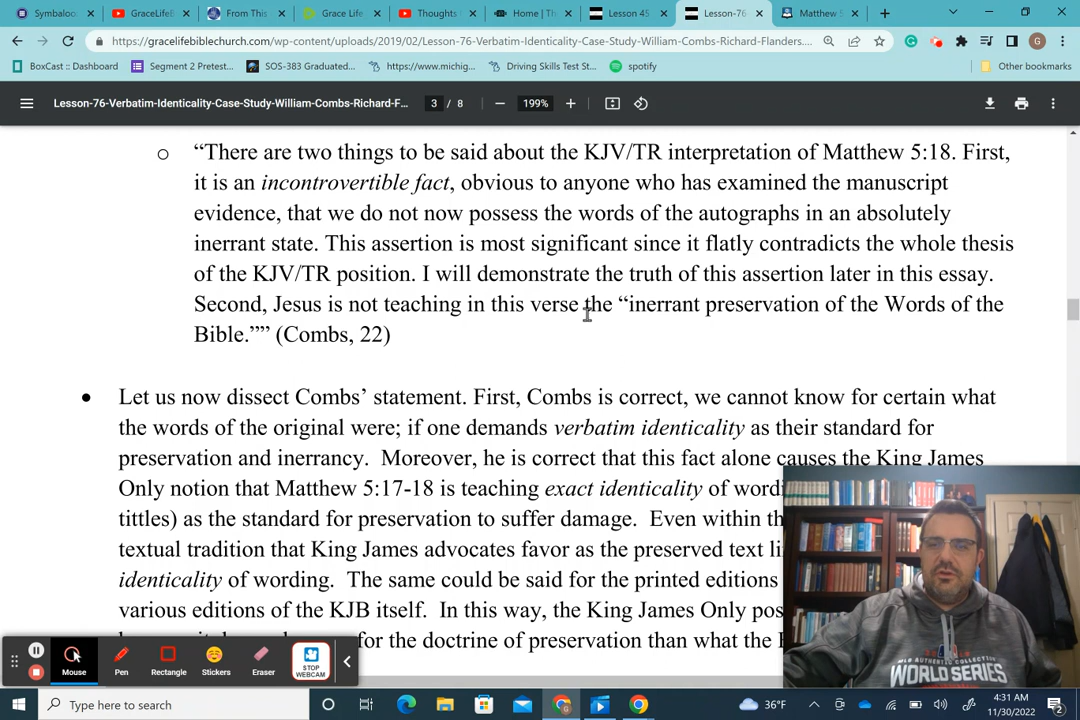 Symbaloo
GraceLifeB
From This
Grace Life
Thoughts
Home | Th
Lesson 45
Lesson-76
Matthew 5
https://gracelifebiblechurch.com/wp-content/uploads/2019/02/Lesson-76-Verbatim-Identicality-Case-Study-William-Combs-Richard-Flanders....
G
BoxCast :: Dashboard
Segment 2 Pretest...
SOS-383 Graduated...
https://www.michig...
Driving Skills Test St...
spotify
Other bookmarks
Lesson-76-Verbatim-Identicality-Case-Study-William-Combs-Richard-F...
3 / 8
199%
“There are two things to be said about the KJV/TR interpretation of Matthew 5:18. First,
it is an incontrovertible fact, obvious to anyone who has examined the manuscript
evidence, that we do not now possess the words of the autographs in an absolutely
inerrant state. This assertion is most significant since it flatly contradicts the whole thesis
of the KJV/TR position. I will demonstrate the truth of this assertion later in this essay.
Second, Jesus is not teaching in this verse the “inerrant preservation of the Words of the
Bible.”” (Combs, 22)
• Let us now dissect Combs’ statement. First, Combs is correct, we cannot know for certain what
the words of the original were; if one demands verbatim identicality as their standard for
preservation and inerrancy. Moreover, he is correct that this fact alone causes the King James
Only notion that Matthew 5:17-18 is teaching exact identicality of wordi
tittles) as the standard for preservation to suffer damage. Even within th
textual tradition that King James advocates favor as the preserved text li
identicality of wording. The same could be said for the printed editions
various editions of the KJB itself. In this way, the King James Only pos
for the doctrine of preservation than what the
Mouse
Pen
Rectangle
Stickers
Eraser
STOP
WEBCAM
WORLD SERIES
Type here to search
36°F
4:31 AM
11/30/2022
2